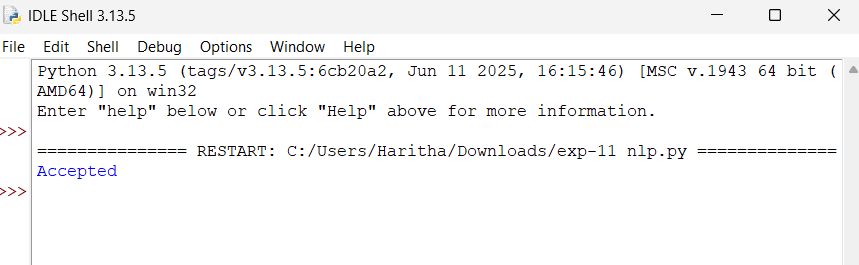 IDLE Shell 3.13.5
File Edit Shell Debug Options Window Help
Python 3.13.5 (tags/v3.13.5:6cb20a2, Jun 11 2025, 16:15:46) [MSC v.1943 64 bit (
AMD64)] on win32
Enter "help" below or click "Help" above for more information.
>>>
=============== RESTART: C:/Users/Haritha/Downloads/exp-11 nlp.py ==============
Accepted
>>>